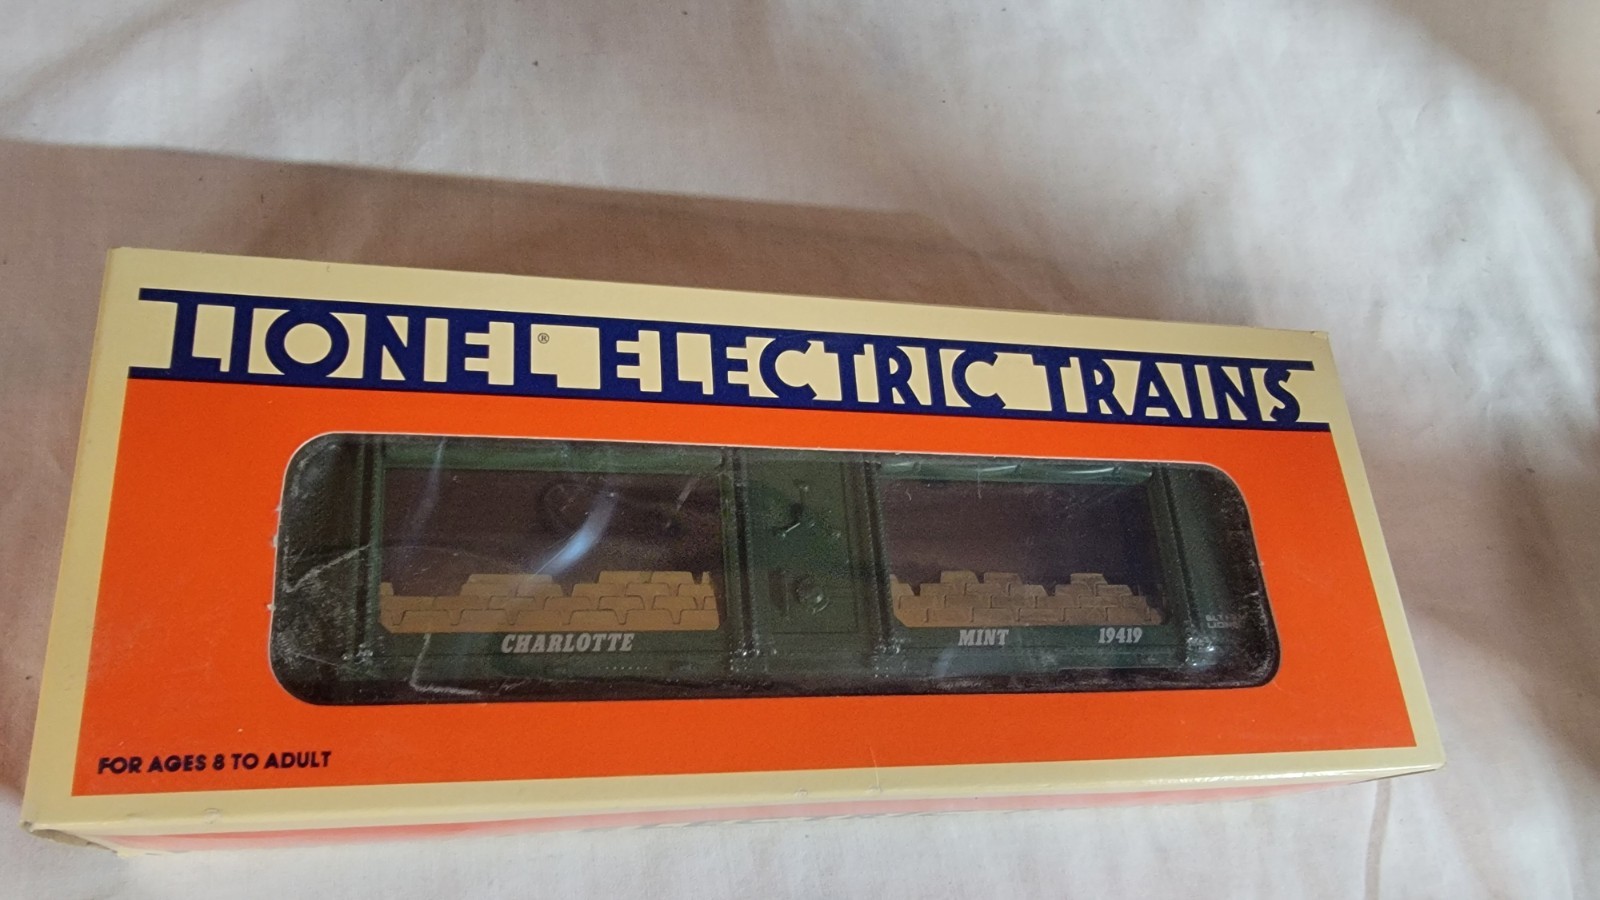 LIONEL® ELECTRIC TRAINS
CHARLOTTE MINT 19419
FOR AGES 8 TO ADULT